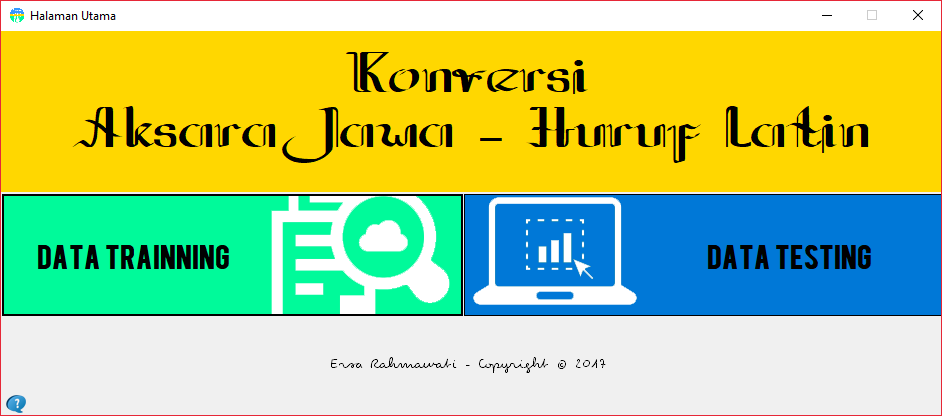 Halaman Utama
Konversi
Aksara Jawa - Huruf Latin
DATA TRAINNING
DATA TESTING
Ersa Rahmawati - Copyright © 2017
?